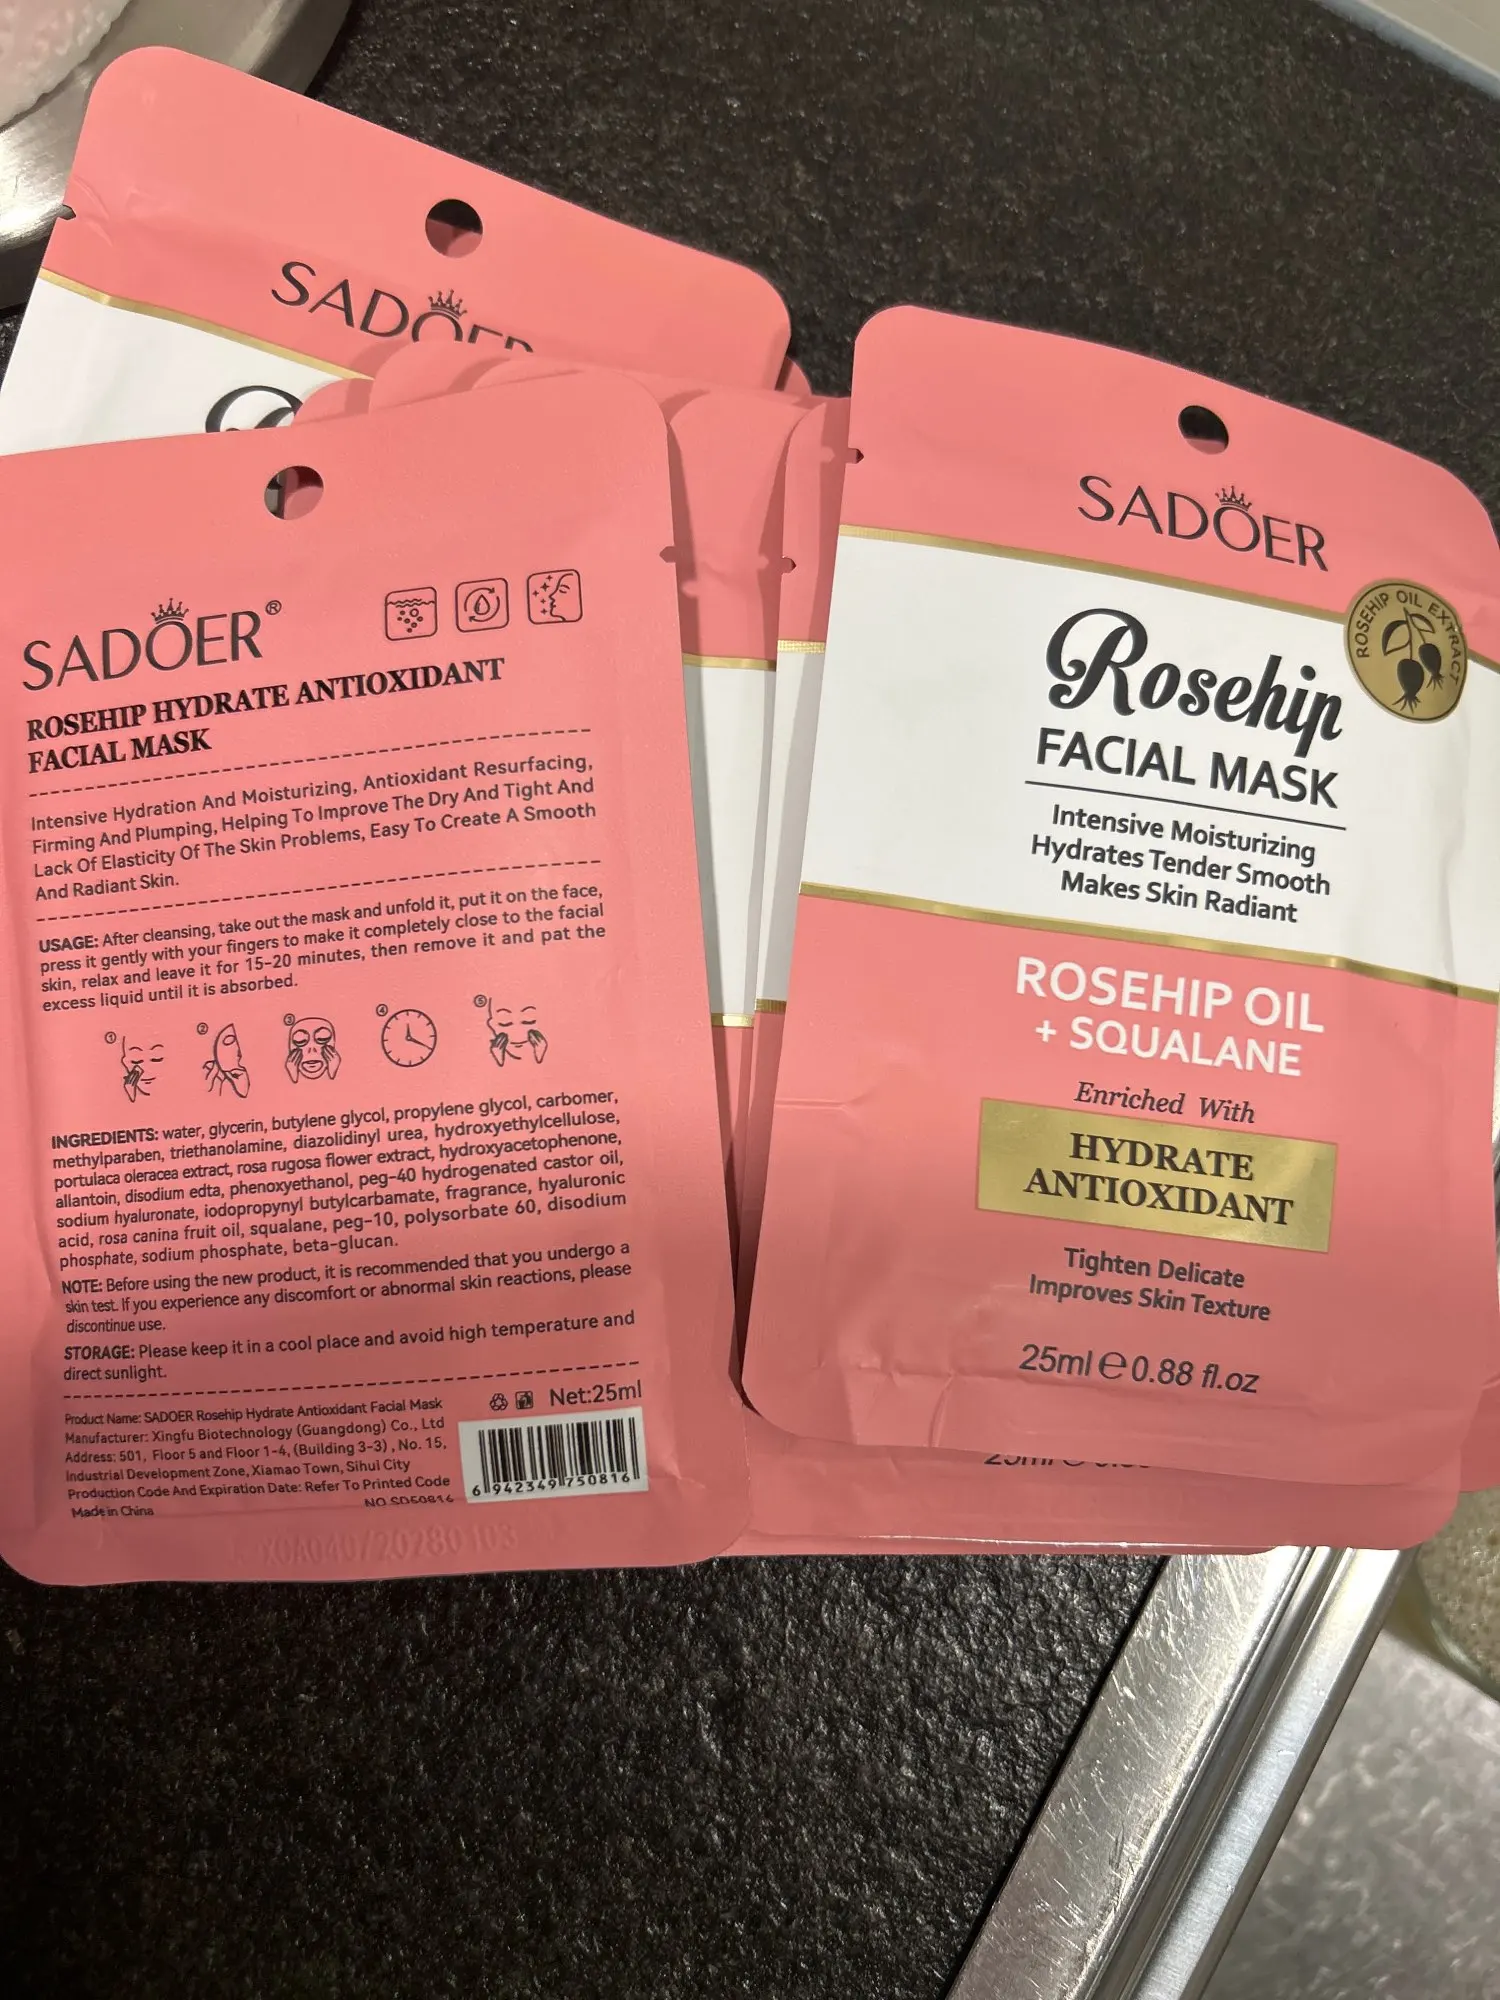 SADOER
SADOER®
ROSEHIP HYDRATE ANTIOXIDANT
FACIAL MASK
Intensive Hydration And Moisturizing, Antioxidant Resurfacing,
Firming And Plumping, Helping To Improve The Dry And Tight And
Lack Of Elasticity Of The Skin Problems, Easy To Create A Smooth
And Radiant Skin.
USAGE: After cleansing, take out the mask and unfold it, put it on the face,
press it gently with your fingers to make it completely close to the facial
skin, relax and leave it for 15-20 minutes, then remove it and pat the
excess liquid until it is absorbed.
1 2 3 4 5
INGREDIENTS: water, glycerin, butylene glycol, propylene glycol, carbomer,
methylparaben, triethanolamine, diazolidinyl urea, hydroxyethylcellulose,
portulaca oleracea extract, rosa rugosa flower extract, hydroxyacetophenone,
allantoin, disodium edta, phenoxyethanol, peg-40 hydrogenated castor oil,
sodium hyaluronate, iodopropynyl butylcarbamate, fragrance, hyaluronic
acid, rosa canina fruit oil, squalane, peg-10, polysorbate 60, disodium
phosphate, sodium phosphate, beta-glucan.
NOTE: Before using the new product, it is recommended that you undergo a
skin test. If you experience any discomfort or abnormal skin reactions, please
discontinue use.
STORAGE: Please keep it in a cool place and avoid high temperature and
direct sunlight.
Net:25ml
Product Name: SADOER Rosehip Hydrate Antioxidant Facial Mask
Manufacturer: Xingfu Biotechnology (Guangdong) Co., Ltd
Address: 501, Floor 5 and Floor 1-4, (Building 3-3) , No. 15,
Industrial Development Zone, Xiamao Town, Sihui City
Production Code And Expiration Date: Refer To Printed Code
Made in China
NO.SD50814
6 942349 750816
XOA040/20280103
SADOER
ROSEHIP OIL EXTRACT
Rosehip
FACIAL MASK
Intensive Moisturizing
Hydrates Tender Smooth
Makes Skin Radiant
ROSEHIP OIL
+ SQUALANE
Enriched With
HYDRATE
ANTIOXIDANT
Tighten Delicate
Improves Skin Texture
25ml ℮ 0.88 fl.oz
25ml